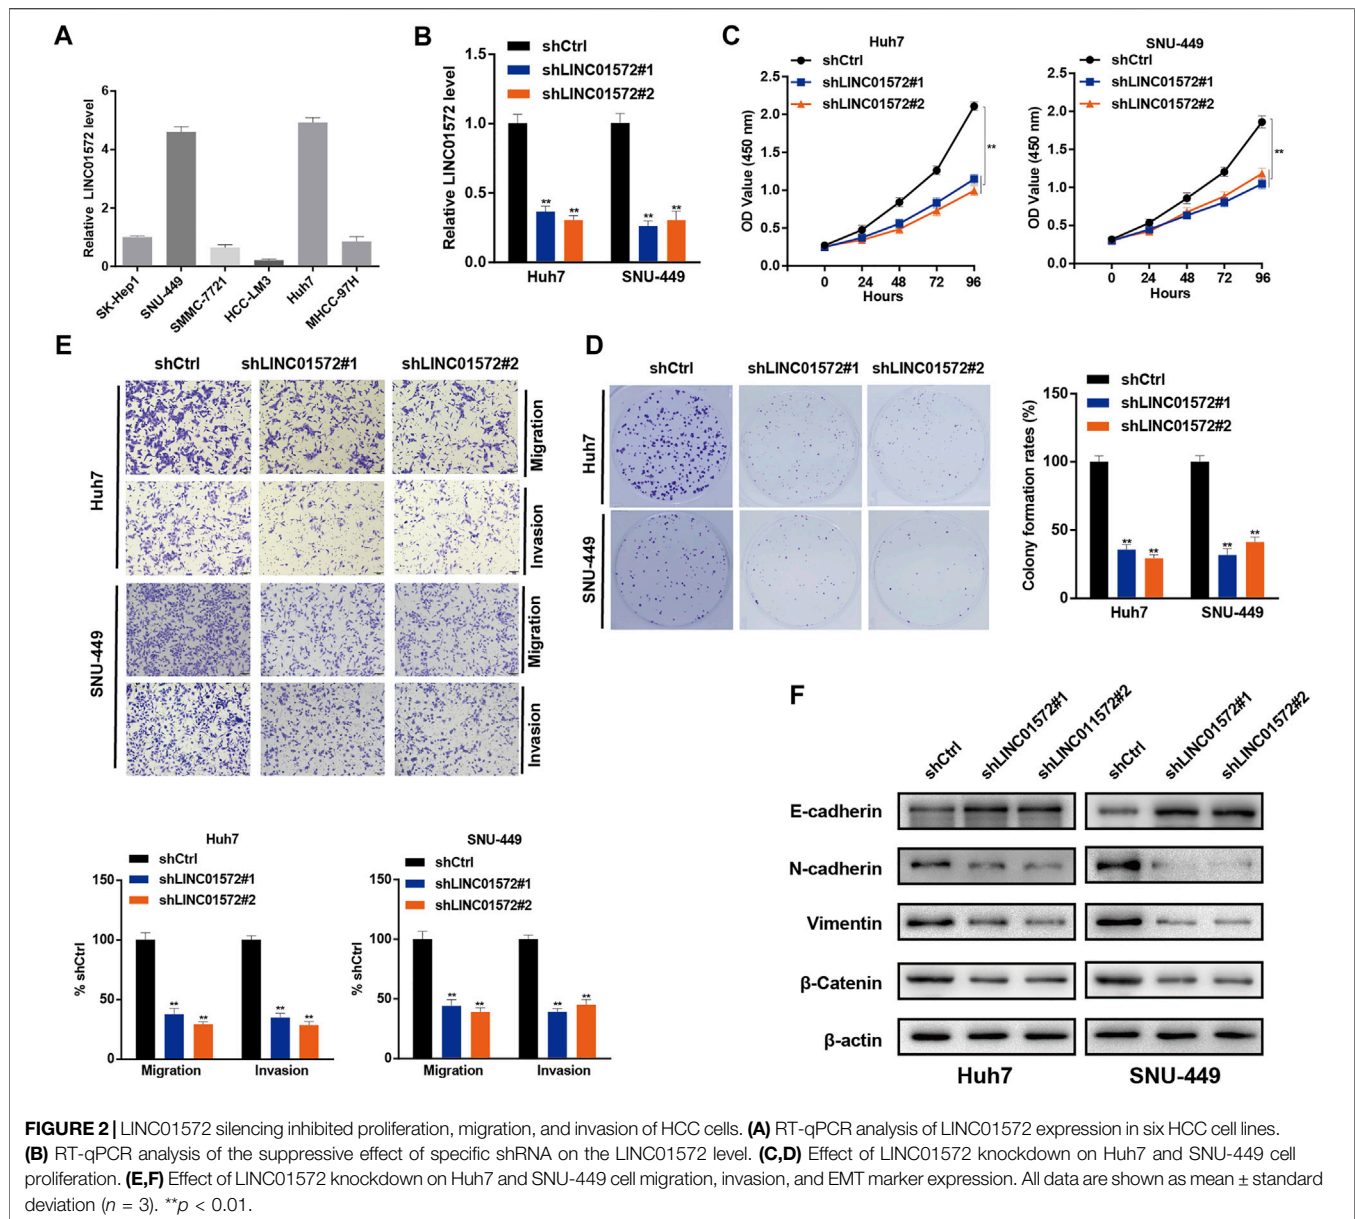 A
Relative LINC01572 level
6
4
2
0
SK-Hep1
SNU-449
SMMC-7721
HCC-LM3
Huh7
MHCC-97H
B
shCtrl
shLINC01572#1
shLINC01572#2
Relative LINC01572 level
1.5
1.0
0.5
0.0
** ** ** **
Huh7 SNU-449
C
Huh7
shCtrl
shLINC01572#1
shLINC01572#2
OD Value (450 nm)
2.5
2.0
1.5
1.0
0.5
0.0
**
0 24 48 72 96
Hours
SNU-449
shCtrl
shLINC01572#1
shLINC01572#2
OD Value (450 nm)
2.5
2.0
1.5
1.0
0.5
0.0
**
0 24 48 72 96
Hours
E
shCtrl shLINC01572#1 shLINC01572#2
Huh7
Migration
Invasion
SNU-449
Migration
Invasion
Huh7
shCtrl
shLINC01572#1
shLINC01572#2
% shCtrl
150
100
50
0
** ** ** **
Migration Invasion
SNU-449
shCtrl
shLINC01572#1
shLINC01572#2
% shCtrl
150
100
50
0
** ** ** **
Migration Invasion
D
shCtrl shLINC01572#1 shLINC01572#2
Huh7
SNU-449
shCtrl
shLINC01572#1
shLINC01572#2
Colony formation rates (%)
150
100
50
0
** ** ** **
Huh7 SNU-449
F
shCtrl shLINC01572#1 shLINC011572#2 shCtrl shLINC01572#1 shLINC01572#2
E-cadherin
N-cadherin
Vimentin
β-Catenin
β-actin
Huh7 SNU-449
FIGURE 2 | LINC01572 silencing inhibited proliferation, migration, and invasion of HCC cells. (A) RT-qPCR analysis of LINC01572 expression in six HCC cell lines.
(B) RT-qPCR analysis of the suppressive effect of specific shRNA on the LINC01572 level. (C,D) Effect of LINC01572 knockdown on Huh7 and SNU-449 cell
proliferation. (E,F) Effect of LINC01572 knockdown on Huh7 and SNU-449 cell migration, invasion, and EMT marker expression. All data are shown as mean ± standard
deviation (n = 3). **p < 0.01.